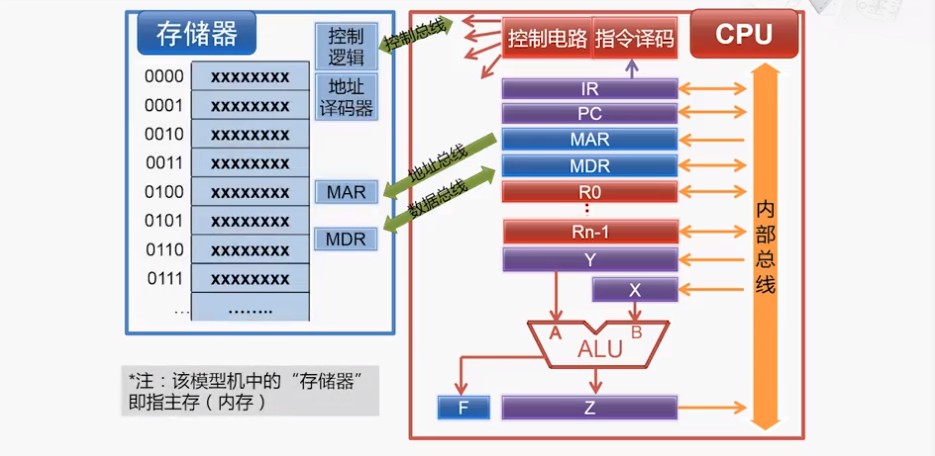 存储器
控制
逻辑
地址
译码器
0000 xxxxxxxx
0001 xxxxxxxx
0010 xxxxxxxx
0011 xxxxxxxx
0100 xxxxxxxx
0101 xxxxxxxx
0110 xxxxxxxx
0111 xxxxxxxx
... ........
MAR
MDR
控制总线
地址总线
数据总线
控制电路 指令译码
CPU
IR
PC
MAR
MDR
R0
⋮
Rn-1
Y
X
A B
ALU
F
Z
内
部
总
线
*注：该模型机中的“存储器”
即指主存（内存）